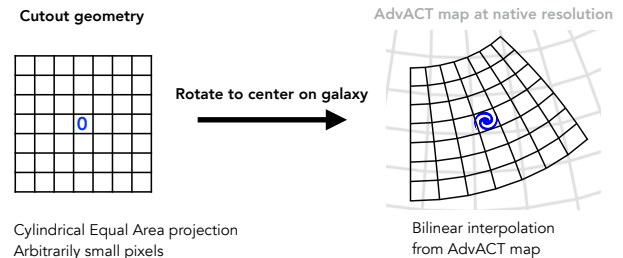 Cutout geometry
AdvACT map at native resolution
0
Rotate to center on galaxy
Cylindrical Equal Area projection
Arbitrarily small pixels
Bilinear interpolation
from AdvACT map